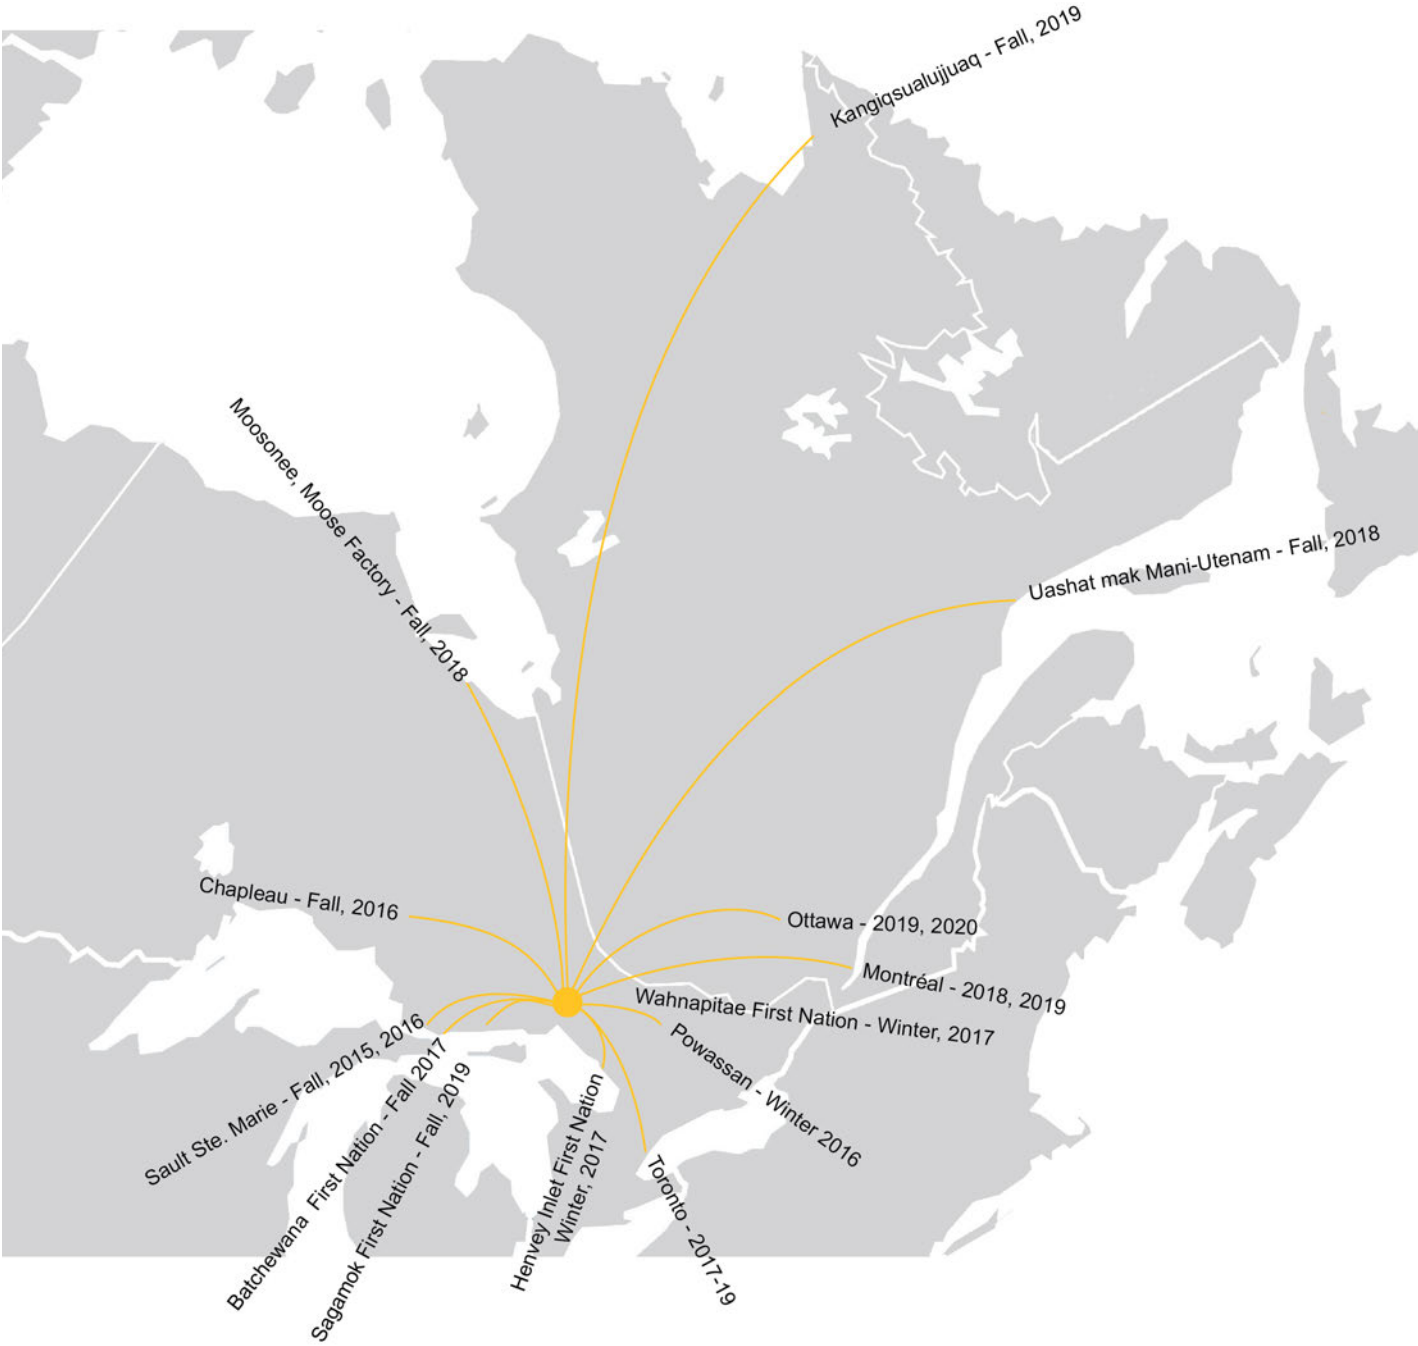 Kangiqsualujjuaq - Fall, 2019
Moosonee, Moose Factory - Fall, 2018
Uashat mak Mani-Utenam - Fall, 2018
Chapleau - Fall, 2016
Ottawa - 2019, 2020
Montréal - 2018, 2019
Wahnapitae First Nation - Winter, 2017
Powassan - Winter 2016
Sault Ste. Marie - Fall, 2015, 2016
Batchewana First Nation - Fall 2017
Sagamok First Nation - Fall, 2019
Henvey Inlet First Nation
Winter, 2017
Toronto - 2017-19